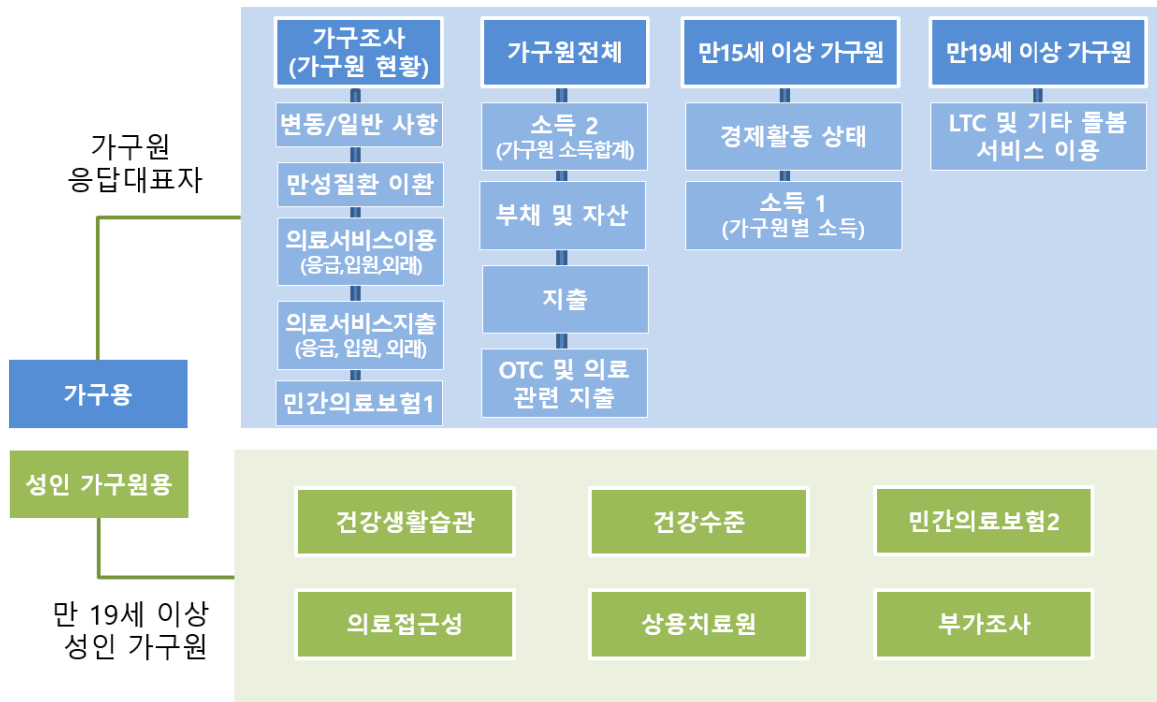 가구원
응답대표자
가구용
가구조사
(가구원 현황)
변동/일반 사항
만성질환 이환
의료서비스이용
(응급,입원,외래)
의료서비스지출
(응급, 입원, 외래)
민간의료보험1
가구원전체
소득 2
(가구원 소득합계)
부채 및 자산
지출
OTC 및 의료
관련 지출
만15세 이상 가구원
경제활동 상태
소득 1
(가구원별 소득)
만19세 이상 가구원
LTC 및 기타 돌봄
서비스 이용
성인 가구원용
만 19세 이상
성인 가구원
건강생활습관
건강수준
민간의료보험2
의료접근성
상용치료원
부가조사